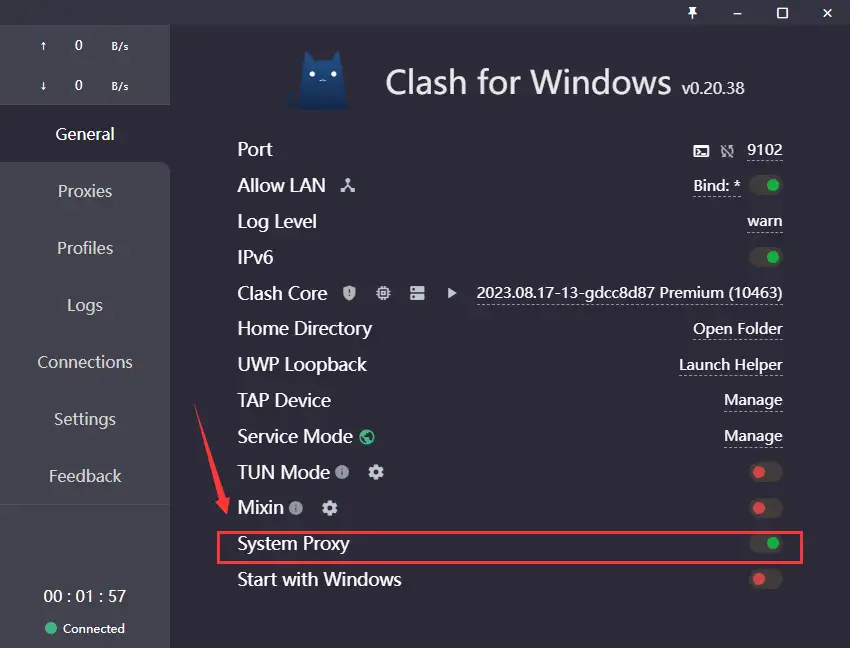 ↑ 0 B/s
↓ 0 B/s
General
Proxies
Profiles
Logs
Connections
Settings
Feedback
00 : 01 : 57
Connected
Clash for Windows v0.20.38
Port 9102
Allow LAN Bind: *
Log Level warn
IPv6
Clash Core 2023.08.17-13-gdcc8d87 Premium (10463)
Home Directory Open Folder
UWP Loopback Launch Helper
TAP Device Manage
Service Mode Manage
TUN Mode
Mixin
System Proxy
Start with Windows